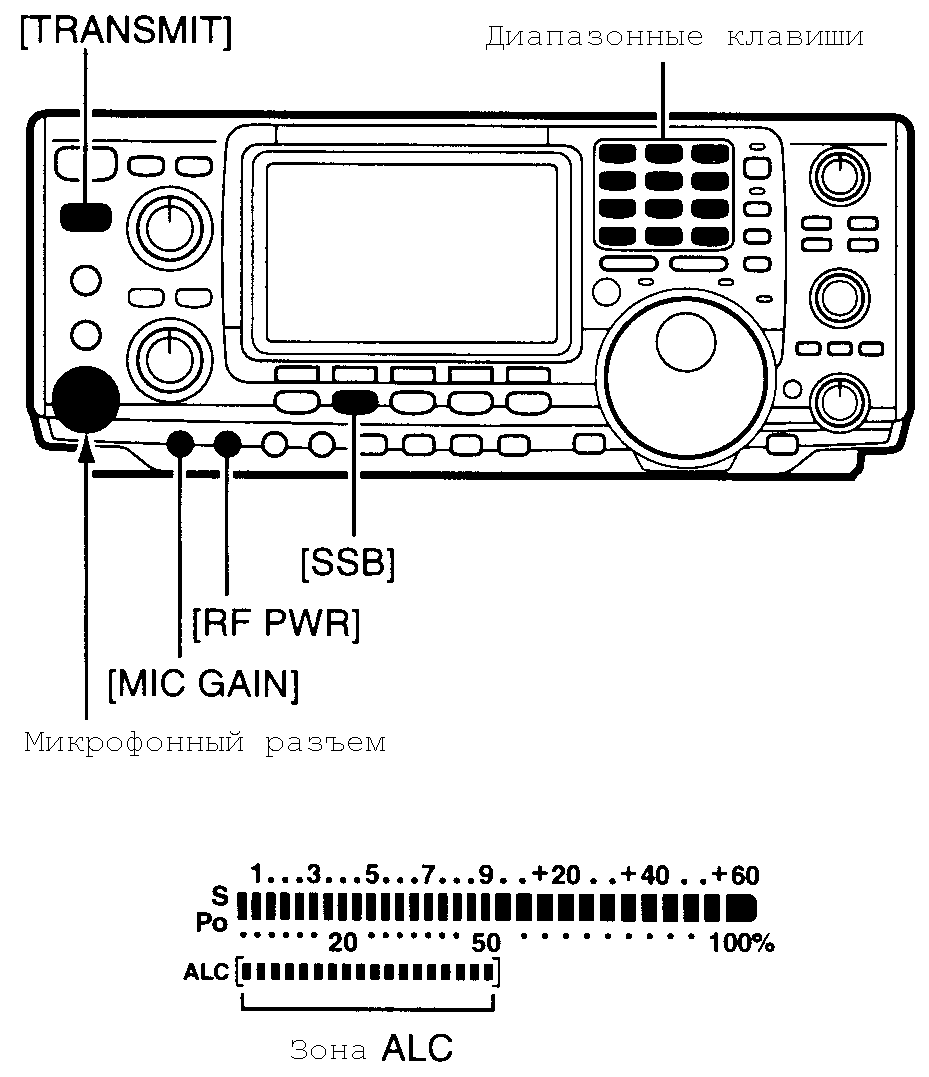 [TRANSMIT]
Диапазонные клавиши
[SSB]
[RF PWR]
[MIC GAIN]
Микрофонный разъем
1...3...5...7...9..+20..+40..+60
S
Po
20 50 100%
ALC
Зона ALC